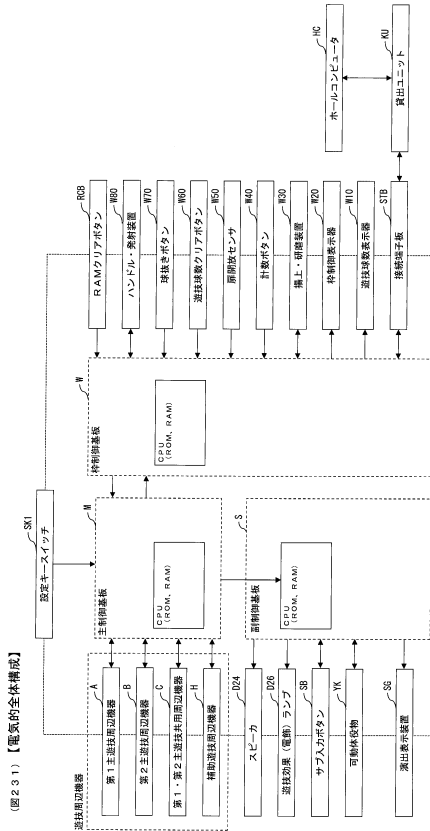 (図231)【電気的全体構成】
SK1
設定キースイッチ
遊技周辺機器
A
第1主遊技周辺機器
B
第2主遊技周辺機器
C
第1・第2主遊技共用周辺機器
H
補助遊技周辺機器
D24
スピーカ
D26
遊技効果(電飾)ランプ
SB
サブ入力ボタン
YK
可動体役物
SG
演出表示装置
M
主制御基板
CPU
(ROM、RAM)
S
副制御基板
CPU
(ROM、RAM)
W
枠制御基板
CPU
(ROM、RAM)
RCB
RAMクリアボタン
W80
ハンドル・発射装置
W70
球抜きボタン
W60
遊技球数クリアボタン
W50
扉開放センサ
W40
計数ボタン
W30
揚上・研磨装置
W20
枠制御表示器
W10
遊技球数表示器
STB
接続端子板
HC
ホールコンピュータ
KU
貸出ユニット